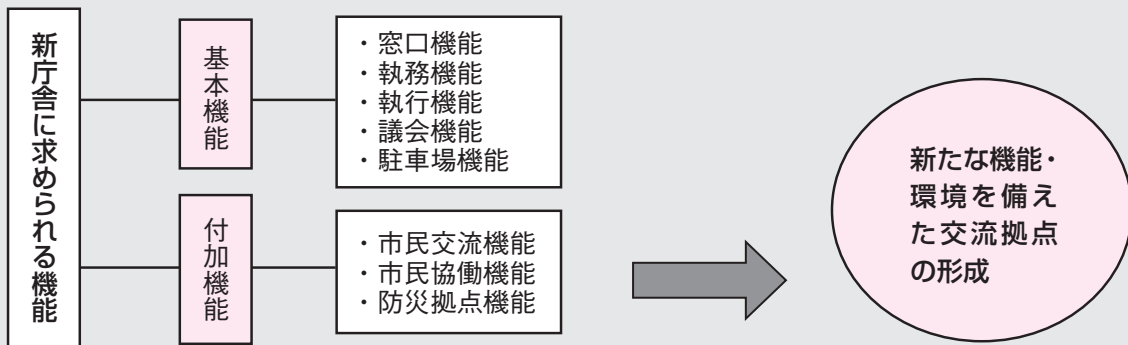 新庁舎に求められる機能
基本機能
・窓口機能
・執務機能
・執行機能
・議会機能
・駐車場機能
付加機能
・市民交流機能
・市民協働機能
・防災拠点機能
新たな機能・
環境を備え
た交流拠点
の形成